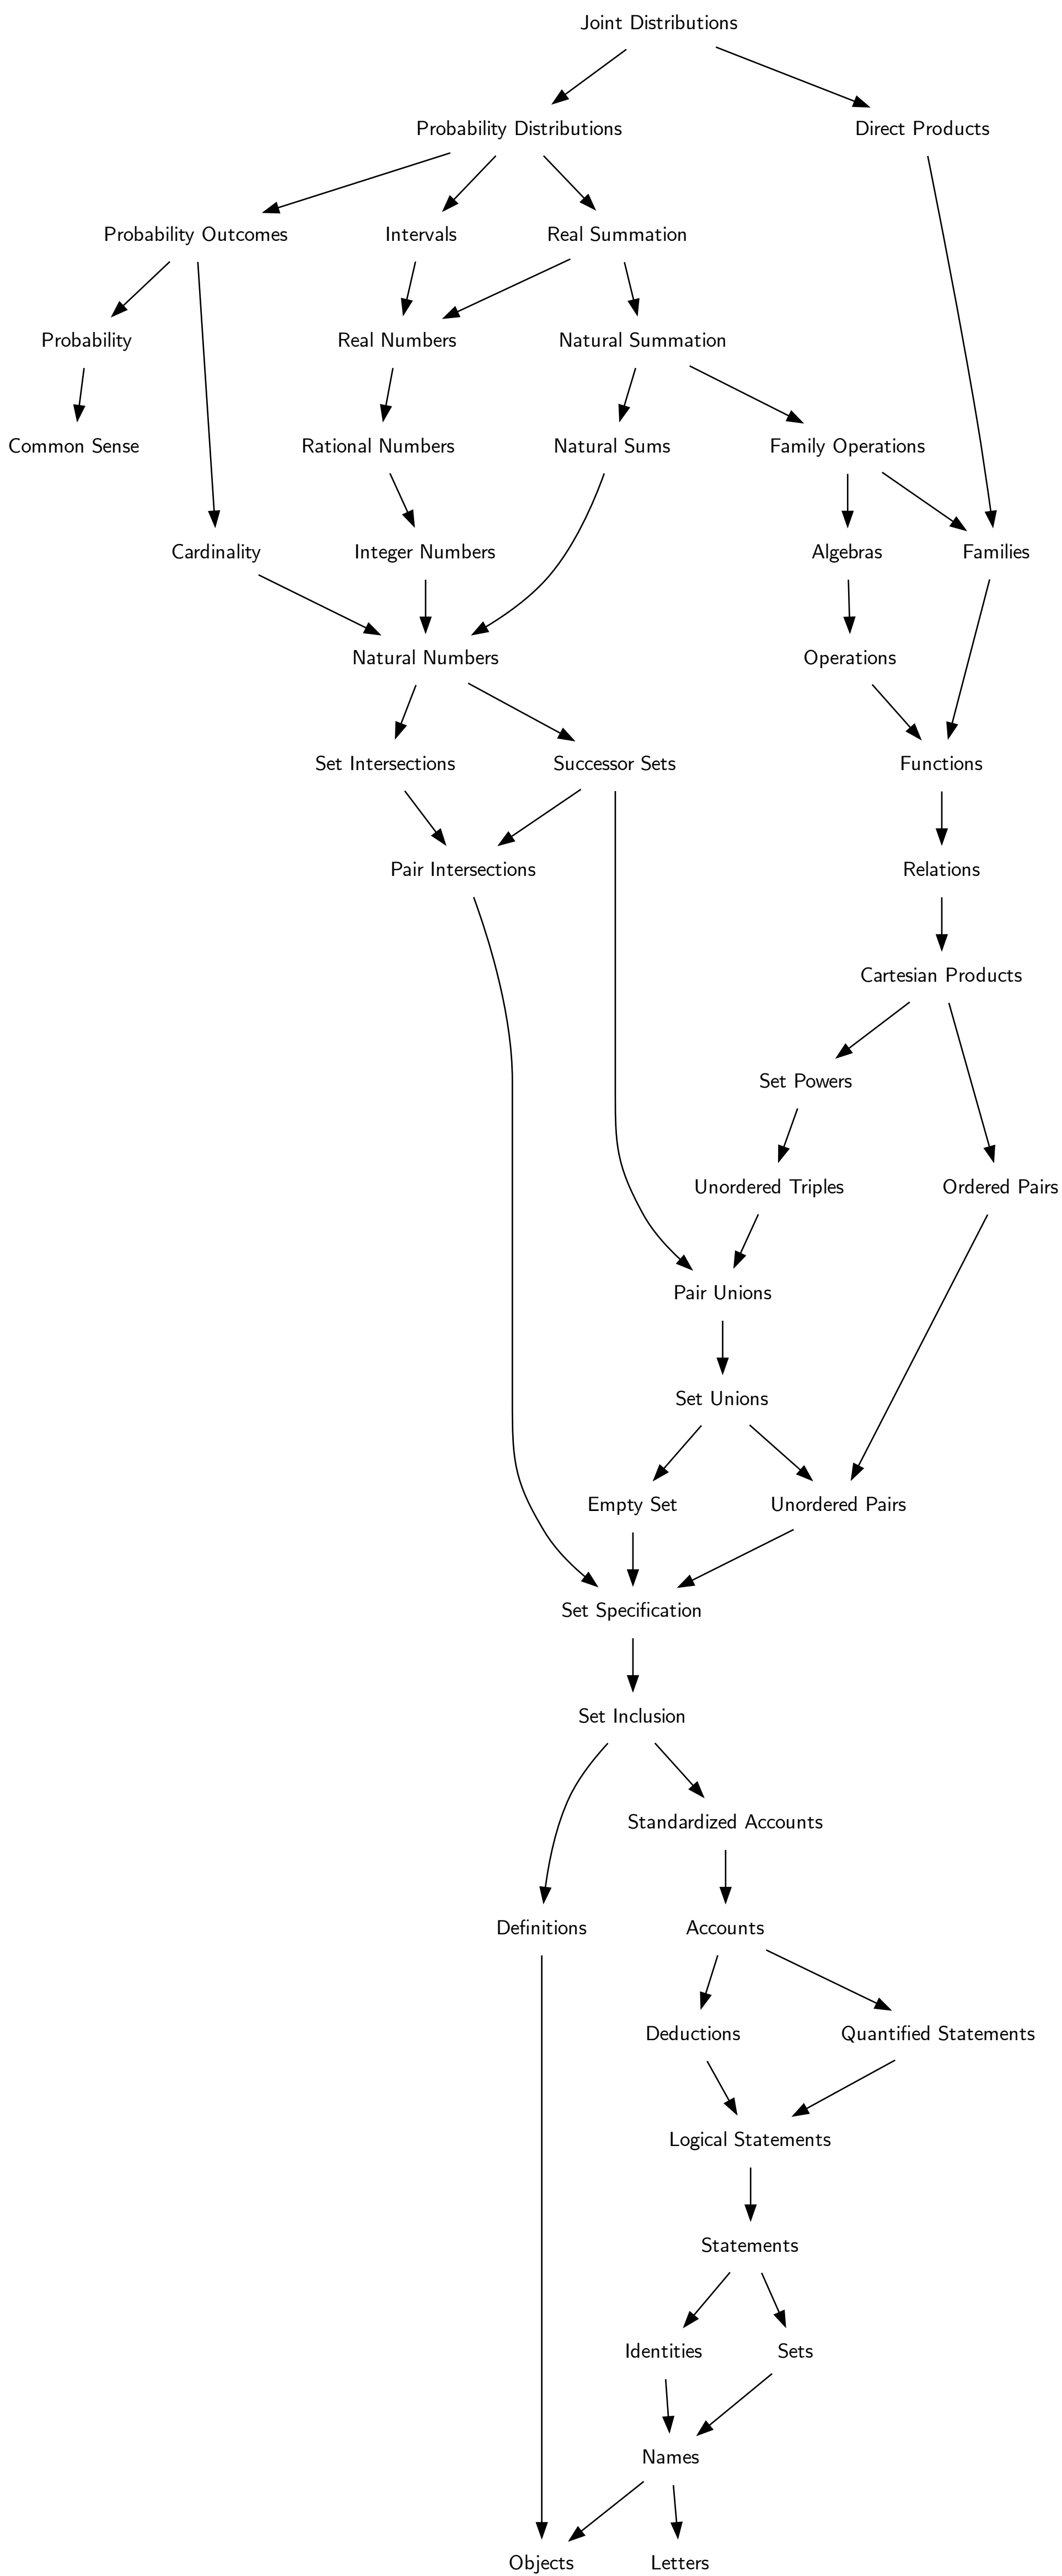 Joint Distributions
Probability Distributions
Direct Products
Probability Outcomes
Intervals
Real Summation
Probability
Real Numbers
Natural Summation
Common Sense
Rational Numbers
Natural Sums
Family Operations
Cardinality
Integer Numbers
Algebras
Families
Natural Numbers
Operations
Set Intersections
Successor Sets
Functions
Pair Intersections
Relations
Cartesian Products
Set Powers
Unordered Triples
Ordered Pairs
Pair Unions
Set Unions
Empty Set
Unordered Pairs
Set Specification
Set Inclusion
Standardized Accounts
Definitions
Accounts
Deductions
Quantified Statements
Logical Statements
Statements
Identities
Sets
Names
Objects
Letters